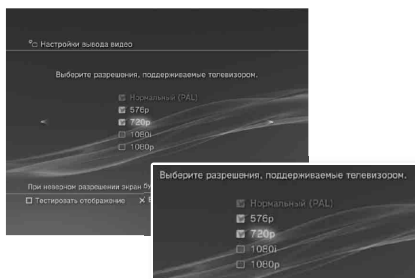 Настройки вывода видео
Выберите разрешения, поддерживаемые телевизором.
Нормальный (PAL)
576p
720p
1080i
1080p
При неверном разрешении экран
Тестировать отображение
Выберите разрешения, поддерживаемые телевизором.
Нормальный (PAL)
576p
720p
1080i
1080p